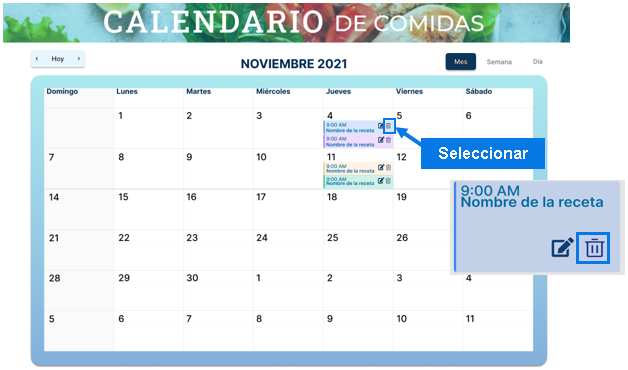 CALENDARIO DE COMIDAS
< Hoy >
NOVIEMBRE 2021
Mes Semana Día
Domingo Lunes Martes Miércoles Jueves Viernes Sábado
1 2 3 4 5 6
9:00 AM
Nombre de la receta
9:00 AM
Nombre de la receta
Seleccionar
7 8 9 10 11 12
9:00 AM
Nombre de la receta
9:00 AM
Nombre de la receta
9:00 AM
Nombre de la receta
14 15 16 17 18 19
21 22 23 24 25 26
28 29 30 1 2 3 4
5 6 7 8 9 10 11